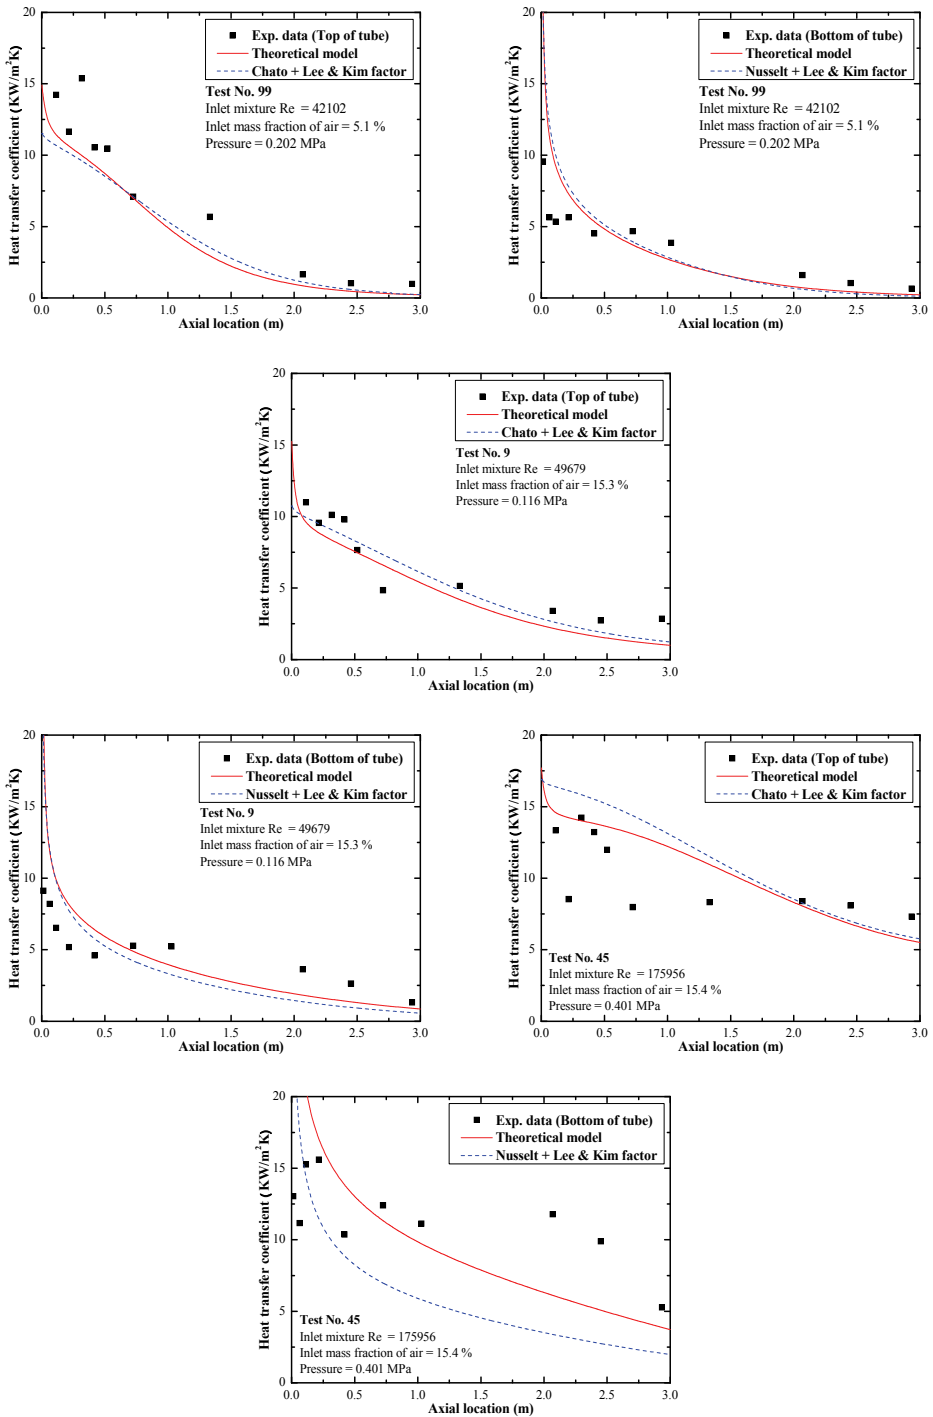 20
15
10
5
0
Heat transfer coefficient (KW/m²K)
Exp. data (Top of tube)
Theoretical model
Chato + Lee & Kim factor
Test No. 99
Inlet mixture Re = 42102
Inlet mass fraction of air = 5.1 %
Pressure = 0.202 MPa
0.0 0.5 1.0 1.5 2.0 2.5 3.0
Axial location (m)
20
15
10
5
0
Heat transfer coefficient (KW/m²K)
Exp. data (Bottom of tube)
Theoretical model
Nusselt + Lee & Kim factor
Test No. 99
Inlet mixture Re = 42102
Inlet mass fraction of air = 5.1 %
Pressure = 0.202 MPa
0.0 0.5 1.0 1.5 2.0 2.5 3.0
Axial location (m)
20
15
10
5
0
Heat transfer coefficient (KW/m²K)
Exp. data (Top of tube)
Theoretical model
Chato + Lee & Kim factor
Test No. 9
Inlet mixture Re = 49679
Inlet mass fraction of air = 15.3 %
Pressure = 0.116 MPa
0.0 0.5 1.0 1.5 2.0 2.5 3.0
Axial location (m)
20
15
10
5
0
Heat transfer coefficient (KW/m²K)
Exp. data (Bottom of tube)
Theoretical model
Nusselt + Lee & Kim factor
Test No. 9
Inlet mixture Re = 49679
Inlet mass fraction of air = 15.3 %
Pressure = 0.116 MPa
0.0 0.5 1.0 1.5 2.0 2.5 3.0
Axial location (m)
20
15
10
5
0
Heat transfer coefficient (KW/m²K)
Exp. data (Top of tube)
Theoretical model
Chato + Lee & Kim factor
Test No. 45
Inlet mixture Re = 175956
Inlet mass fraction of air = 15.4 %
Pressure = 0.401 MPa
0.0 0.5 1.0 1.5 2.0 2.5 3.0
Axial location (m)
20
15
10
5
0
Heat transfer coefficient (KW/m²K)
Exp. data (Bottom of tube)
Theoretical model
Nusselt + Lee & Kim factor
Test No. 45
Inlet mixture Re = 175956
Inlet mass fraction of air = 15.4 %
Pressure = 0.401 MPa
0.0 0.5 1.0 1.5 2.0 2.5 3.0
Axial location (m)